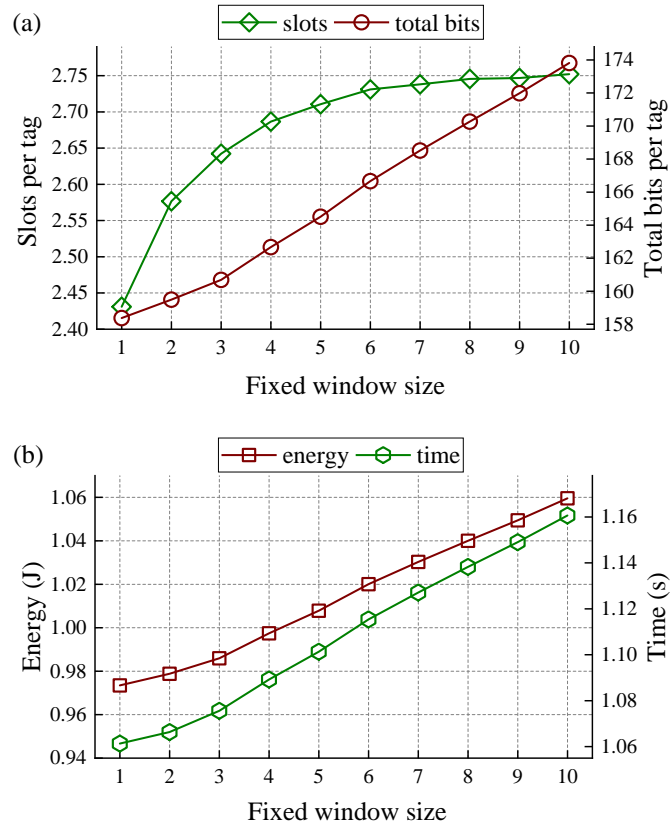 (a)
slots total bits
2.75
2.70
2.65
2.60
2.55
2.50
2.45
2.40
Slots per tag
174
172
170
168
166
164
162
160
158
Total bits per tag
1 2 3 4 5 6 7 8 9 10
Fixed window size
(b)
energy time
1.06
1.04
1.02
1.00
0.98
0.96
0.94
Energy (J)
1.16
1.14
1.12
1.10
1.08
1.06
Time (s)
1 2 3 4 5 6 7 8 9 10
Fixed window size